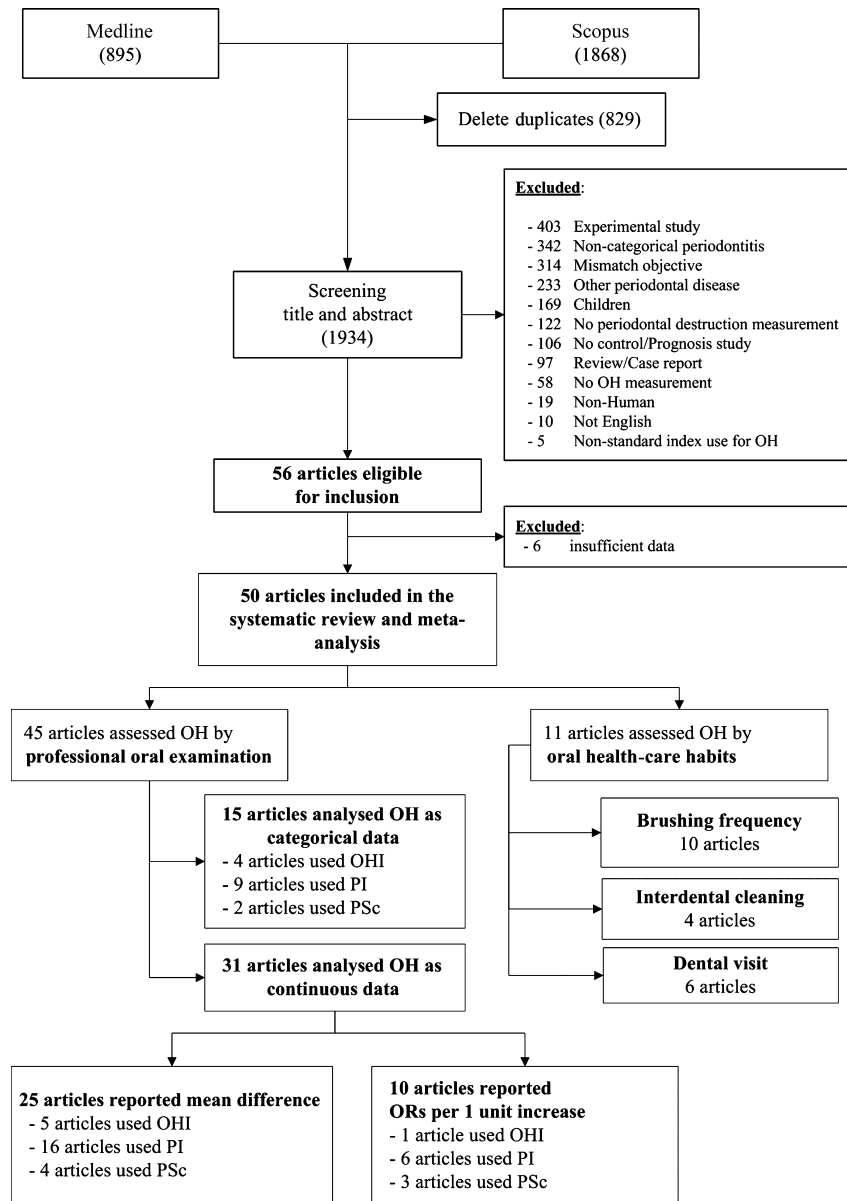 Medline
(895)
Scopus
(1868)
Delete duplicates (829)
Excluded:
- 403 Experimental study
- 342 Non-categorical periodontitis
- 314 Mismatch objective
- 233 Other periodontal disease
- 169 Children
- 122 No periodontal destruction measurement
- 106 No control/Prognosis study
- 97 Review/Case report
- 58 No OH measurement
- 19 Non-Human
- 10 Not English
- 5 Non-standard index use for OH
Screening
title and abstract
(1934)
56 articles eligible
for inclusion
Excluded:
- 6 insufficient data
50 articles included in the
systematic review and meta-
analysis
45 articles assessed OH by
professional oral examination
11 articles assessed OH by
oral health-care habits
15 articles analysed OH as
categorical data
- 4 articles used OHI
- 9 articles used PI
- 2 articles used PSc
Brushing frequency
10 articles
Interdental cleaning
4 articles
31 articles analysed OH as
continuous data
Dental visit
6 articles
25 articles reported mean difference
- 5 articles used OHI
- 16 articles used PI
- 4 articles used PSc
10 articles reported
ORs per 1 unit increase
- 1 article used OHI
- 6 articles used PI
- 3 articles used PSc